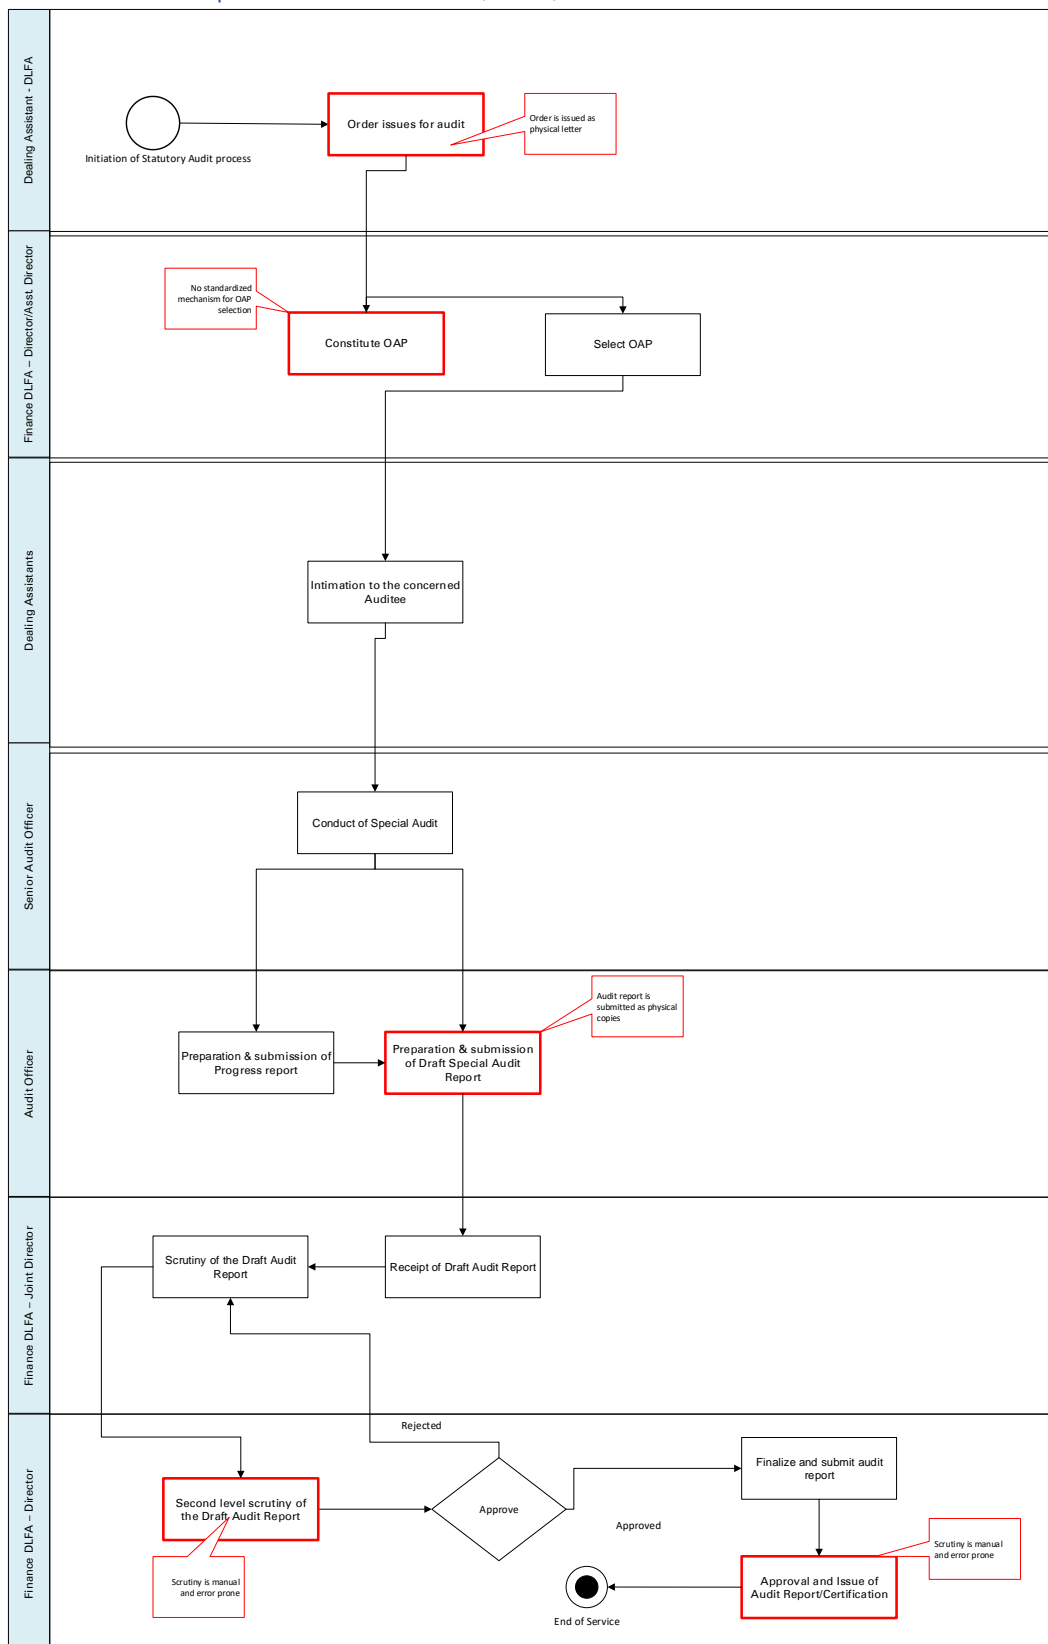 Dealing Assistant - DLFA
Initiation of Statutory Audit process
Order issues for audit
Order is issued as
physical letter
Finance DLFA – Director/Asst. Director
No standardized
mechanism for OAP
selection
Constitute OAP
Select OAP
Dealing Assistants
Intimation to the concerned
Auditee
Senior Audit Officer
Conduct of Special Audit
Audit Officer
Audit report is
submitted as physical
copies
Preparation & submission of
Progress report
Preparation & submission
of Draft Special Audit
Report
Finance DLFA – Joint Director
Scrutiny of the Draft Audit
Report
Receipt of Draft Audit Report
Finance DLFA – Director
Rejected
Second level scrutiny of
the Draft Audit Report
Approve
Finalize and submit audit
report
Approved
Scrutiny is manual
and error prone
Scrutiny is manual
and error prone
Approval and Issue of
Audit Report/Certification
End of Service